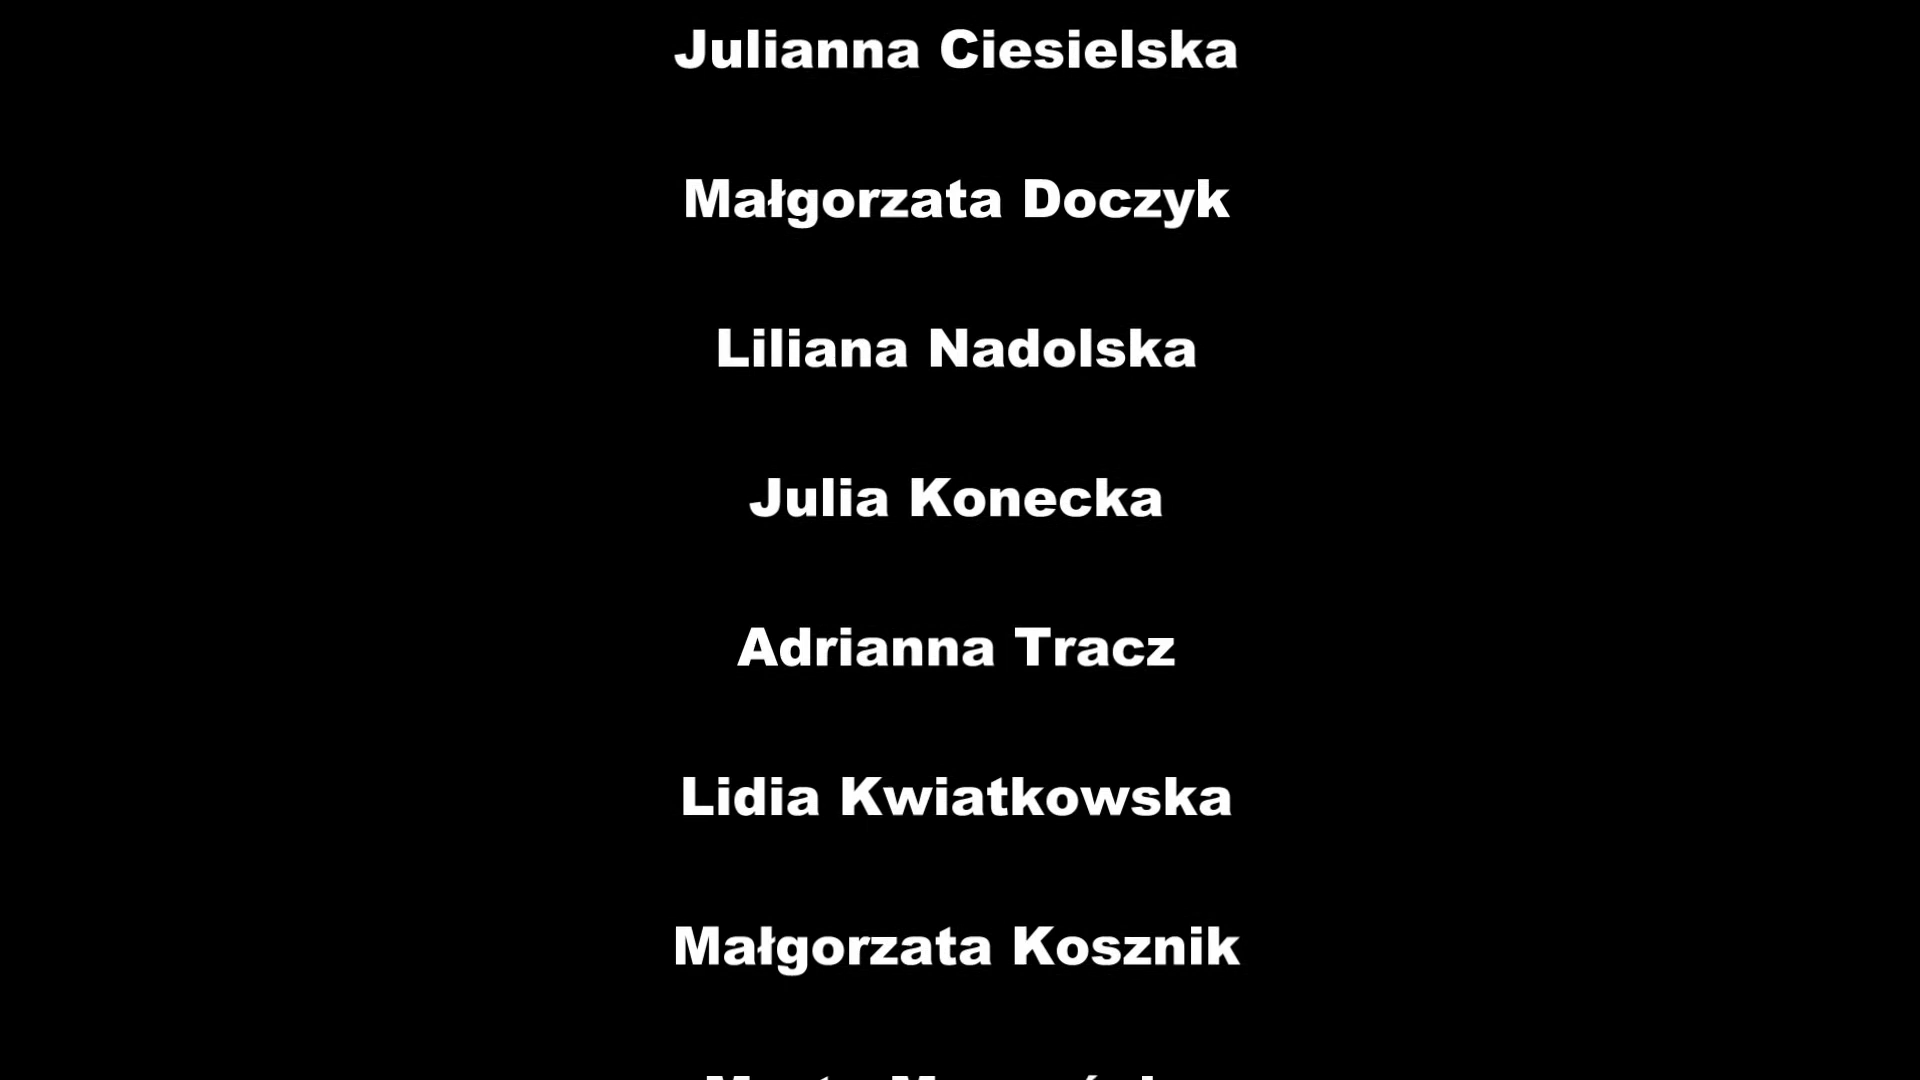 Julianna Ciesielska
Małgorzata Doczyk
Liliana Nadolska
Julia Konecka
Adrianna Tracz
Lidia Kwiatkowska
Małgorzata Kosznik